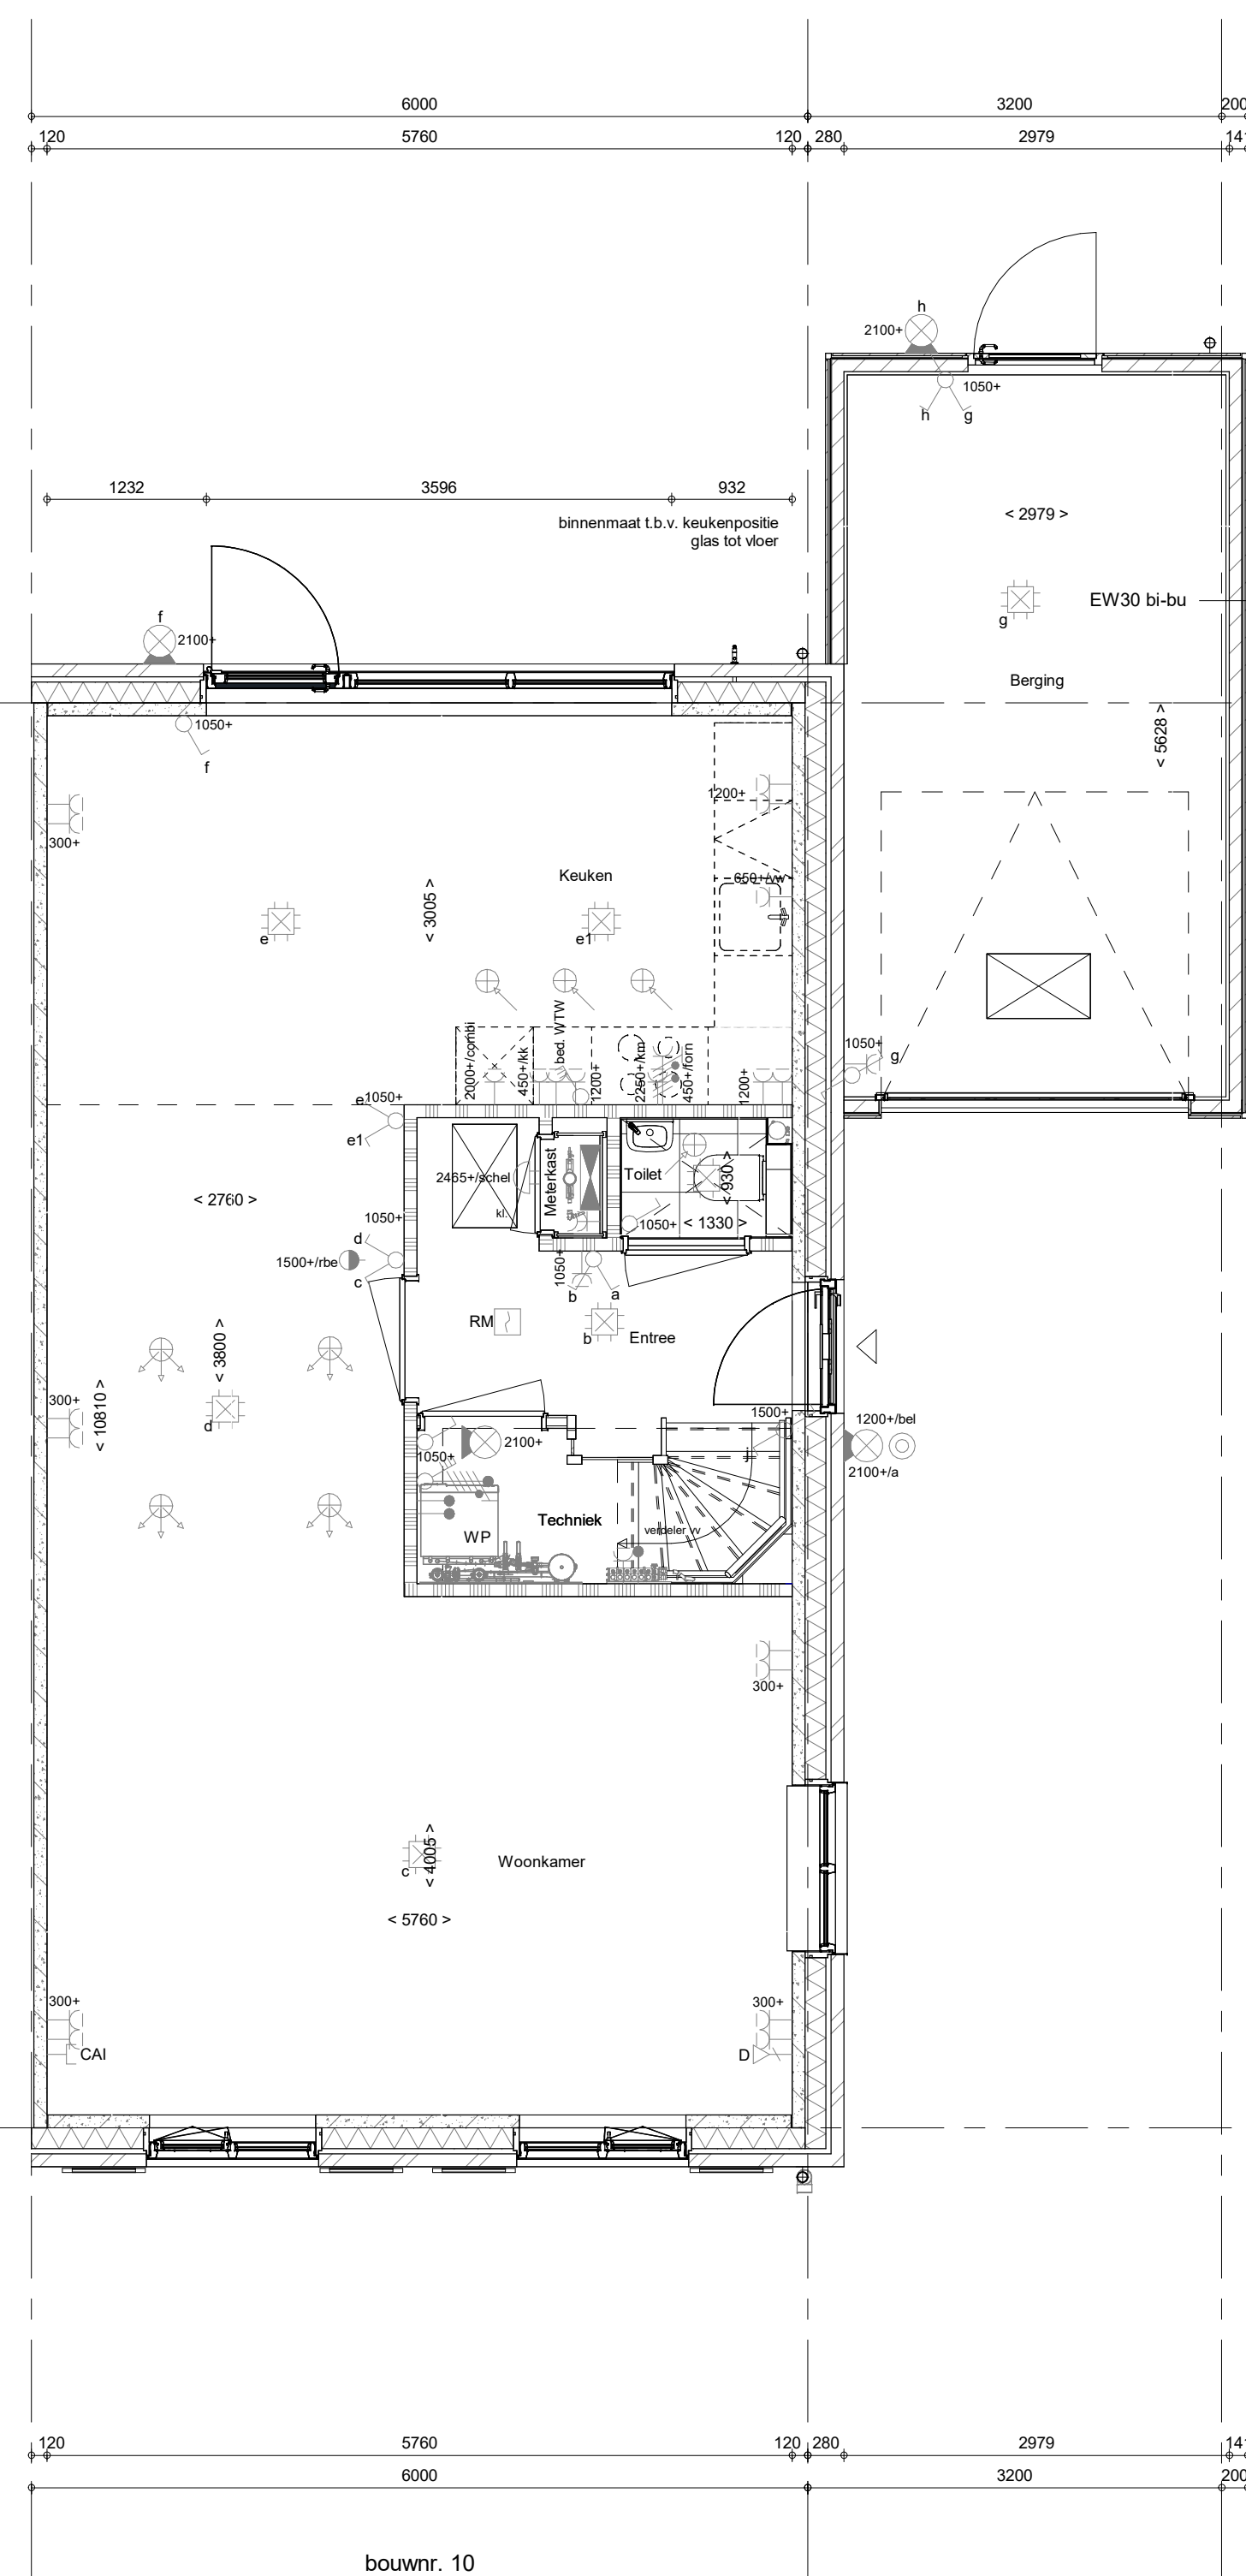 6000
3200
200
120
5760
120
280
2979
h
2100+
1050+
h
g
1232
3596
932
binnenmaat t.b.v. keukenpositie
glas tot vloer
< 2979 >
EW30 bi-bu
g
f
2100+
Berging
1050+
f
< 5628 >
1200+
300+
Keuken
650+/vw
< 3005 >
e
e1
2000+/combi
450+/kk
bed. WTW
1200+
2250+/km
450+/forn
1200+
1050+
g
e
1050+
e1
2465+/schel
Meterkast
Toilet
< 930 >
< 2760 >
kl.
1050+
< 1330 >
1050+
d
1500+/rbe
c
1050+
b
a
RM
b
Entree
< 3800 >
< 10810 >
300+
d
1500+
1200+/bel
2100+
1050+
j
2100+/a
Techniek
WP
verdeler vv
300+
c
< 4005 >
Woonkamer
< 5760 >
300+
300+
CAI
D
120
5760
120
280
2979
6000
3200
200
bouwnr. 10